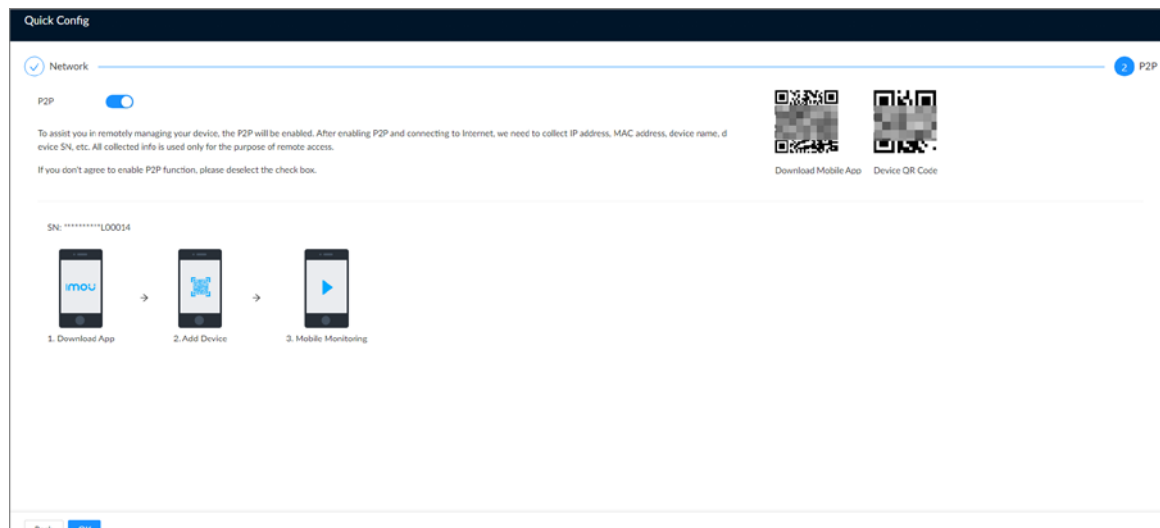 Quick Config
Network
2 P2P
P2P
To assist you in remotely managing your device, the P2P will be enabled. After enabling P2P and connecting to Internet, we need to collect IP address, MAC address, device name, d
evice SN, etc. All collected info is used only for the purpose of remote access.
If you don't agree to enable P2P function, please deselect the check box.
Download Mobile App Device QR Code
SN: **********L00014
imou
1. Download App 2. Add Device 3. Mobile Monitoring